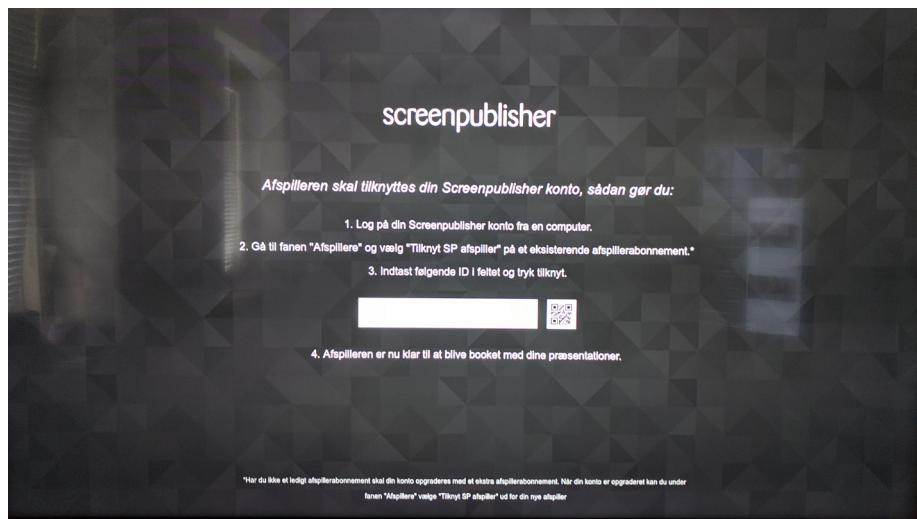 screenpublisher
Afspilleren skal tilknyttes din Screenpublisher konto, sådan gør du:
1. Log på din Screenpublisher konto fra en computer.
2. Gå til fanen "Afspillere" og vælg "Tilknyt SP afspiller" på et eksisterende afspillerabonnement.*
3. Indtast følgende ID i feltet og tryk tilknyt.
4. Afspilleren er nu klar til at blive booket med dine præsentationer.
*Har du ikke et ledigt afspillerabonnement skal din konto opgraderes med et ekstra afspillerabonnement. Når din konto er opgraderet kan du under
fanen "Afspillere" vælge "Tilknyt SP afspiller" ud for din nye afspiller